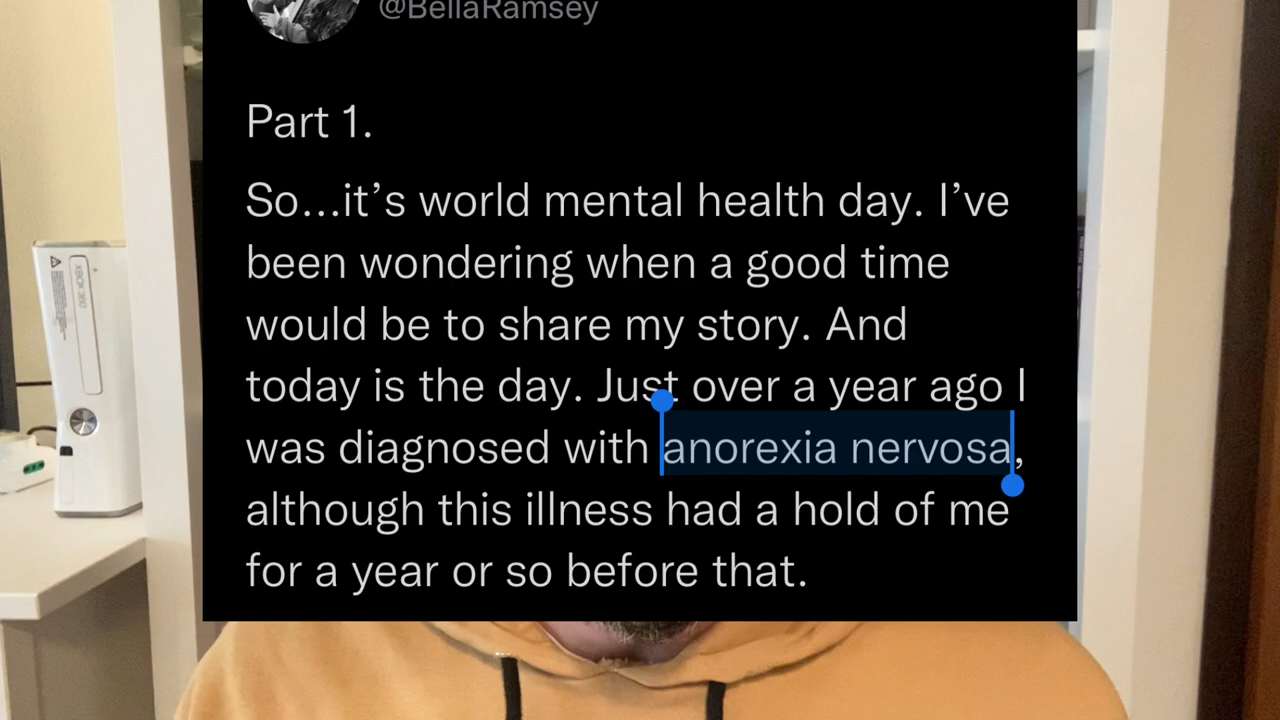 @BellaRamsey
Part 1.
So...it's world mental health day. I've
been wondering when a good time
would be to share my story. And
today is the day. Just over a year ago I
was diagnosed with anorexia nervosa,
although this illness had a hold of me
for a year or so before that.
XBOX 360